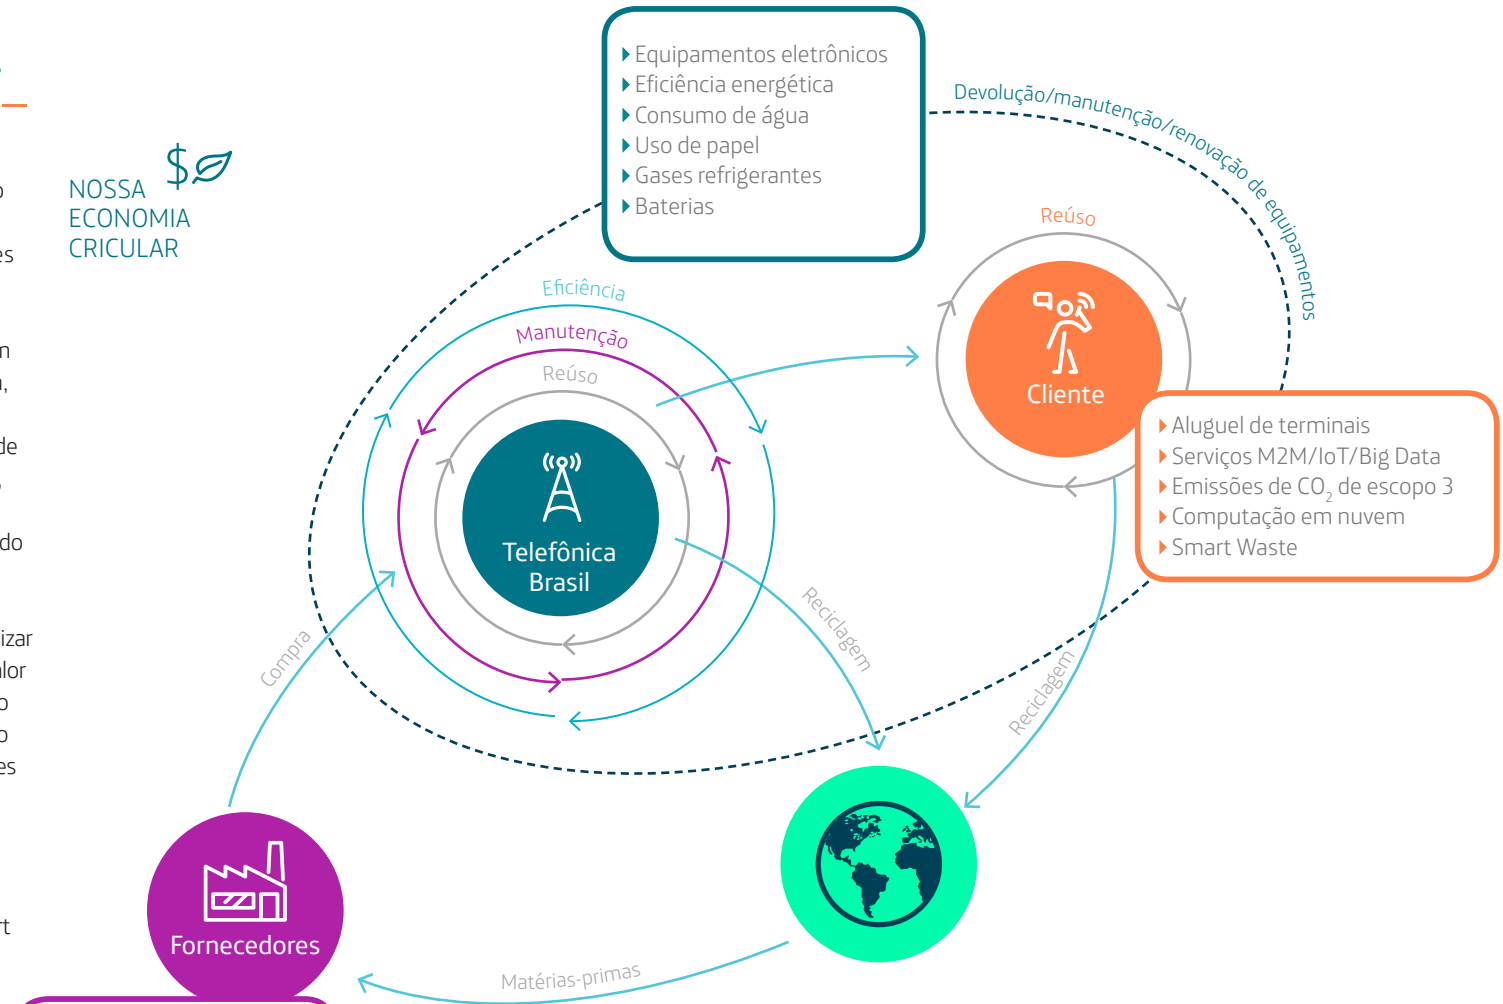 NOSSA
ECONOMIA
CRICULAR
Equipamentos eletrônicos
Eficiência energética
Consumo de água
Uso de papel
Gases refrigerantes
Baterias
Devolução/manutenção/renovação de equipamentos
Reúso
Cliente
Aluguel de terminais
Serviços M2M/IoT/Big Data
Emissões de CO₂ de escopo 3
Computação em nuvem
Smart Waste
Eficiência
Manutenção
Reúso
Telefônica
Brasil
Compra
Reciclagem
Reciclagem
Fornecedores
Matérias-primas